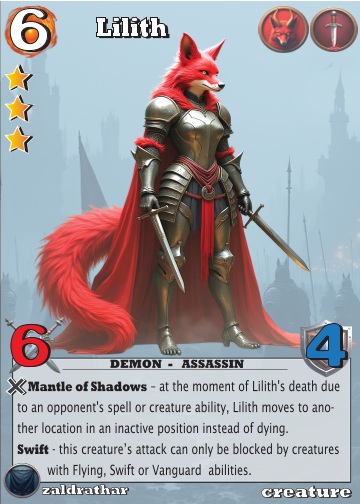 6 Lilith
6
4
DEMON - ASSASSIN
Mantle of Shadows - at the moment of Lilith's death due
to an opponent's spell or creature ability, Lilith moves to ano-
ther location in an inactive position instead of dying.
Swift - this creature's attack can only be blocked by creatures
with Flying, Swift or Vanguard abilities.
zaldrathar creature